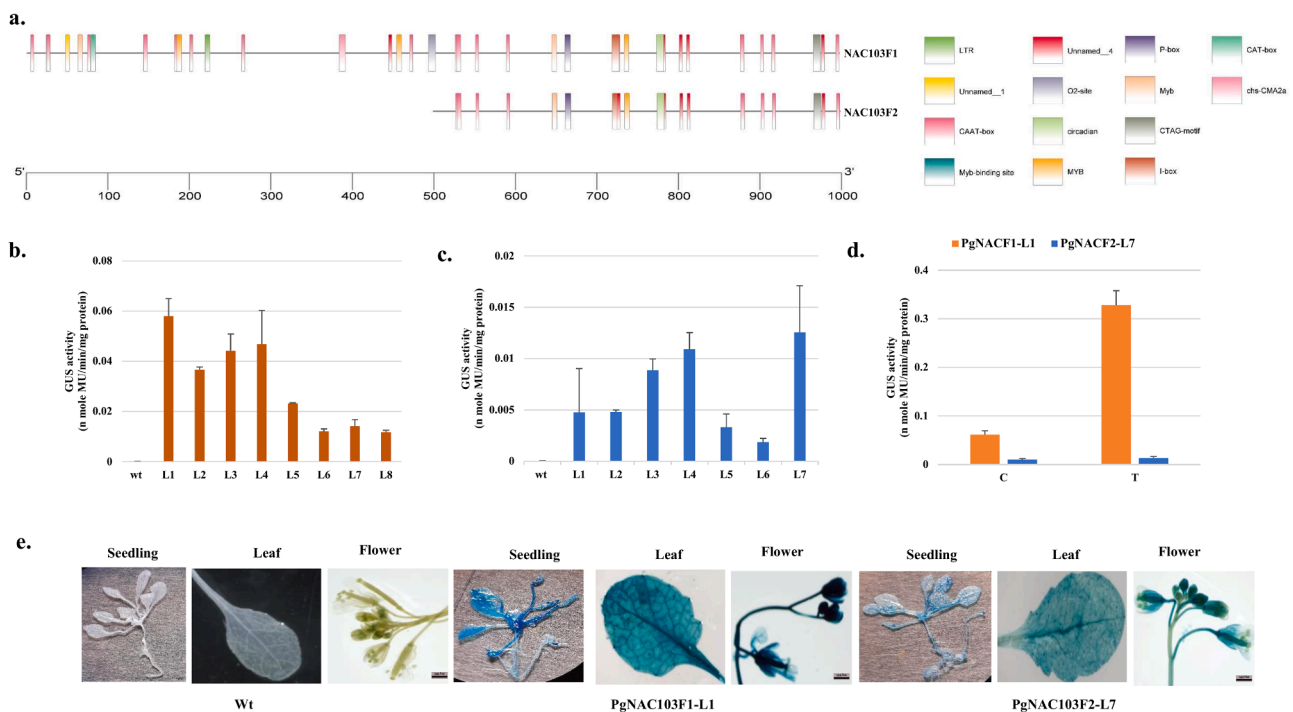 a.
NAC103F1
NAC103F2
5'
3'
0 100 200 300 400 500 600 700 800 900 1000
LTR
Unnamed__4
P-box
CAT-box
Unnamed__1
O2-site
Myb
chs-CMA2a
CAAT-box
circadian
CTAG-motif
Myb-binding site
MYB
I-box
b.
GUS activity
(n mole MU/min/mg protein)
0.08
0.06
0.04
0.02
0
wt L1 L2 L3 L4 L5 L6 L7 L8
c.
GUS activity
(n mole MU/min/mg protein)
0.02
0.015
0.01
0.005
0
wt L1 L2 L3 L4 L5 L6 L7
d.
PgNACF1-L1 PgNACF2-L7
GUS activity
(n mole MU/min/mg protein)
0.4
0.3
0.2
0.1
0
C T
e.
Seedling Leaf Flower Seedling Leaf Flower Seedling Leaf Flower
Wt PgNAC103F1-L1 PgNAC103F2-L7